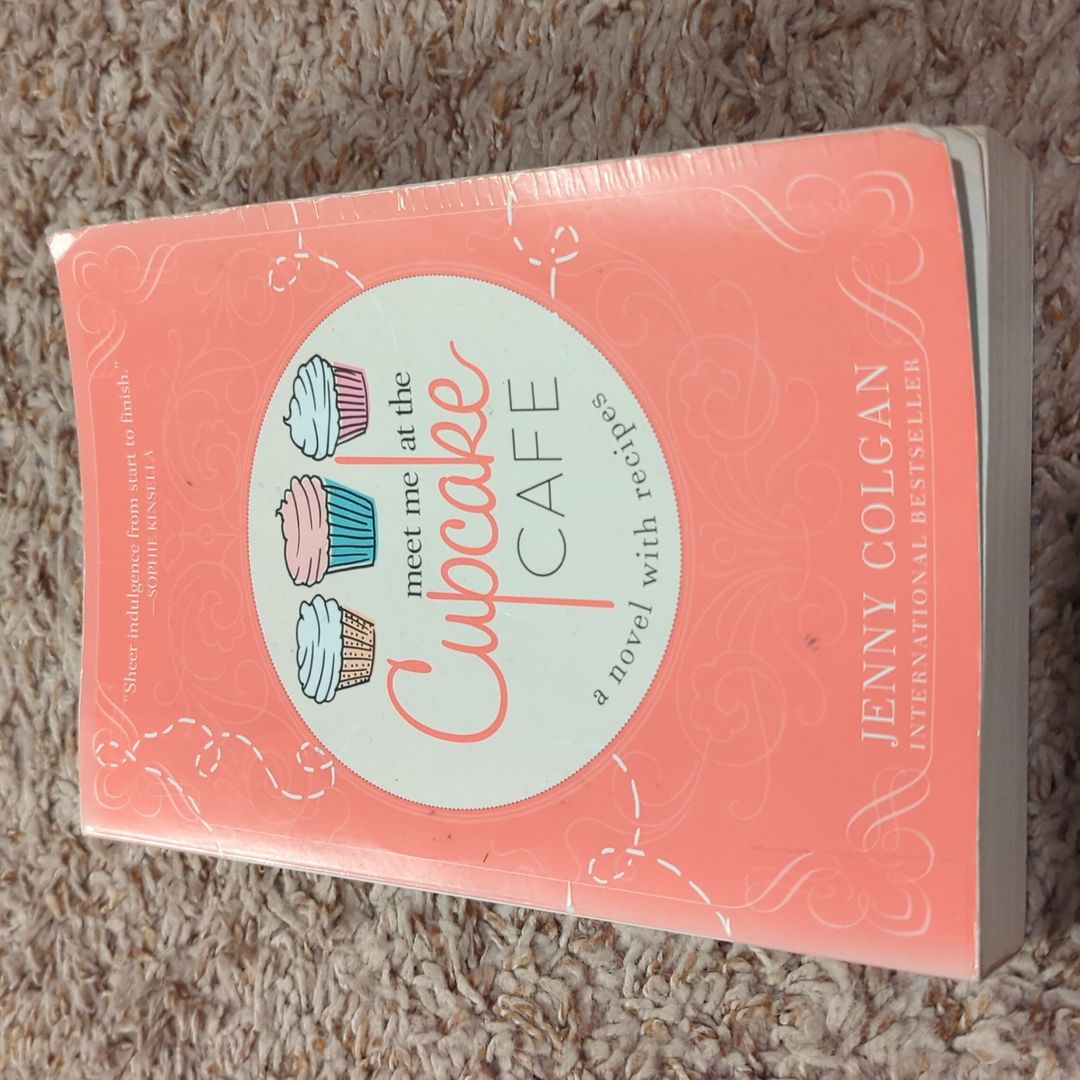 “Sheer indulgence from start to finish.”
—SOPHIE KINSELLA
meet me at the
Cupcake
CAFE
a novel with recipes
JENNY COLGAN
INTERNATIONAL BESTSELLER